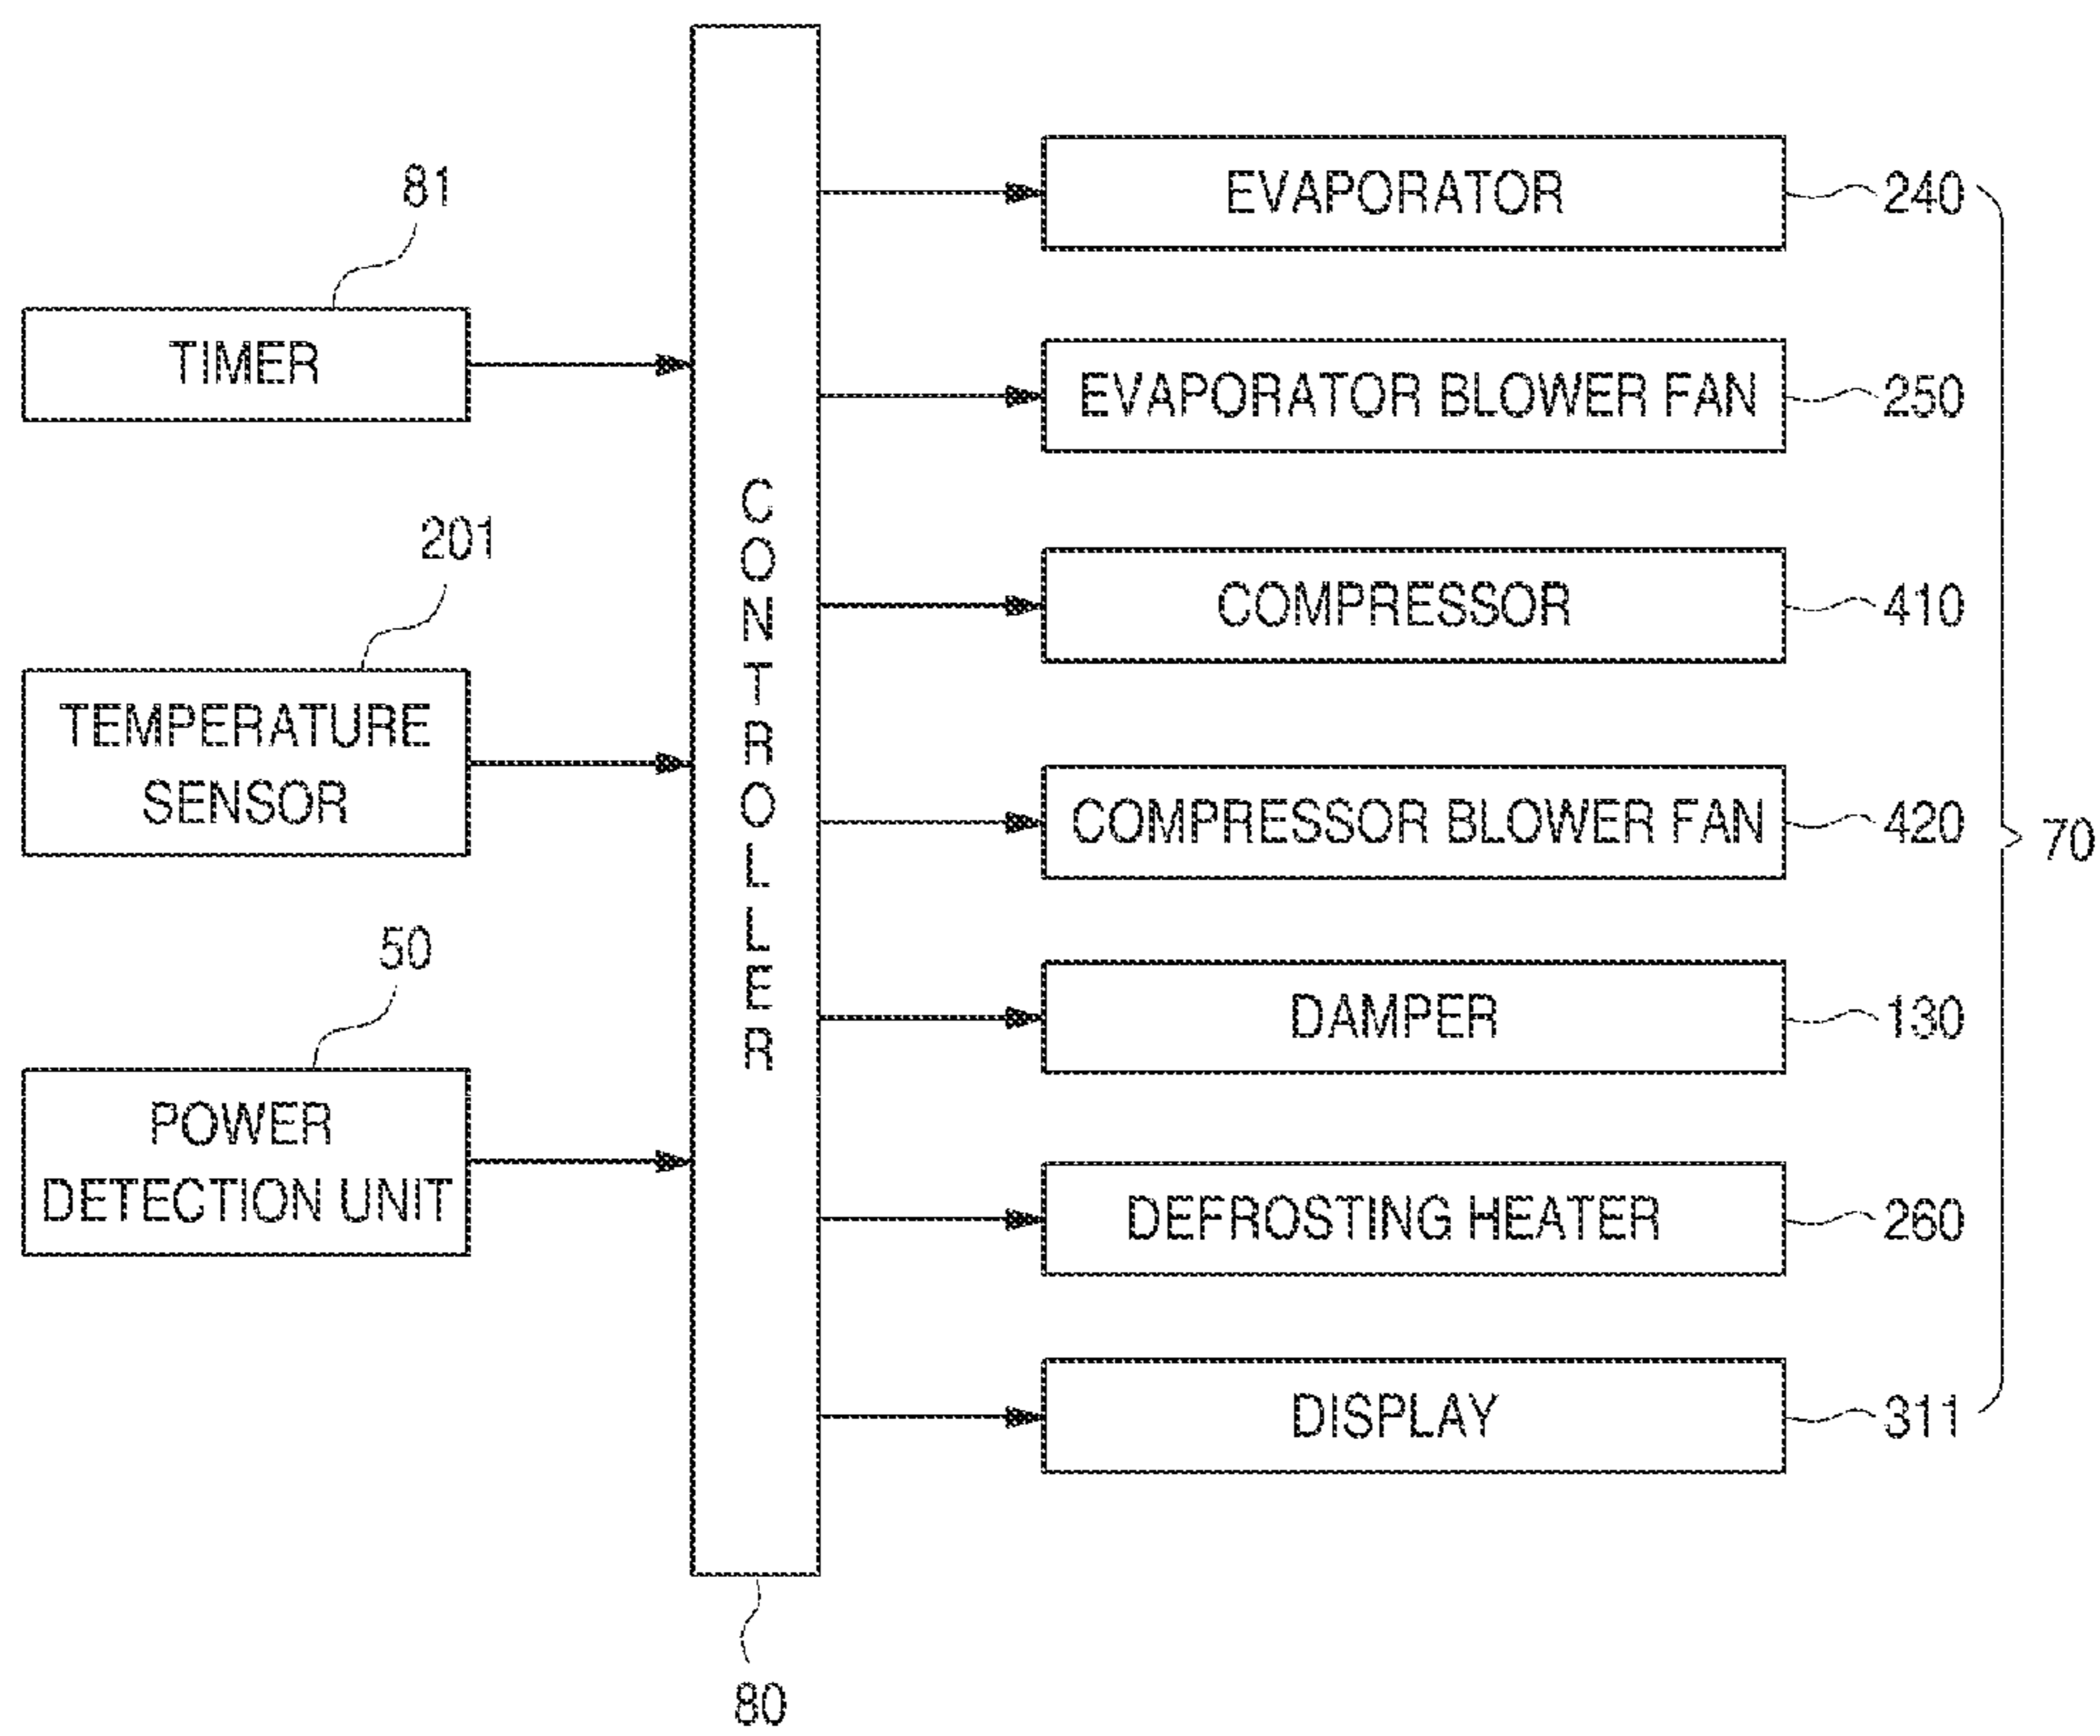 81
TIMER
201
TEMPERATURE
SENSOR
50
POWER
DETECTION UNIT
CONTROLLER
80
EVAPORATOR
240
EVAPORATOR BLOWER FAN
250
COMPRESSOR
410
COMPRESSOR BLOWER FAN
420
70
DAMPER
130
DEFROSTING HEATER
260
DISPLAY
311